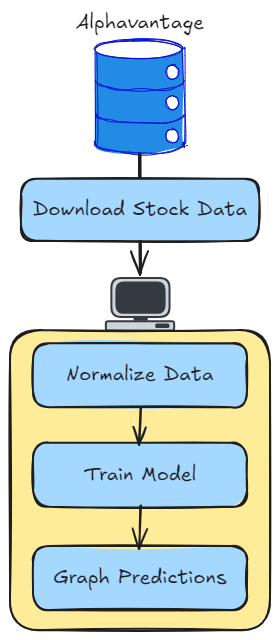 Alphavantage
Download Stock Data
Normalize Data
Train Model
Graph Predictions